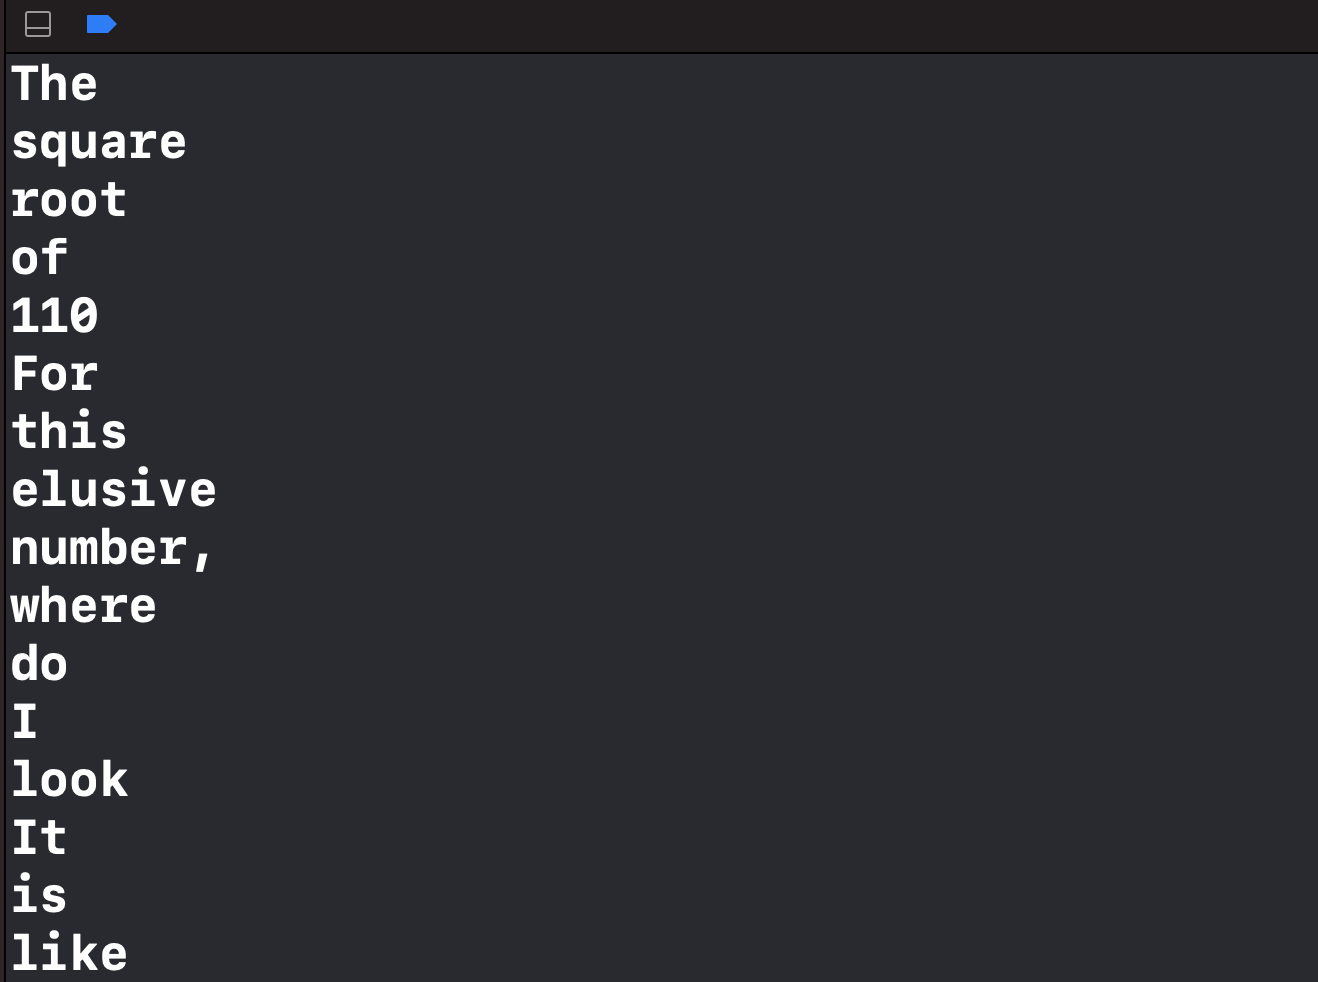 The
square
root
of
110
For
this
elusive
number,
where
do
I
look
It
is
like